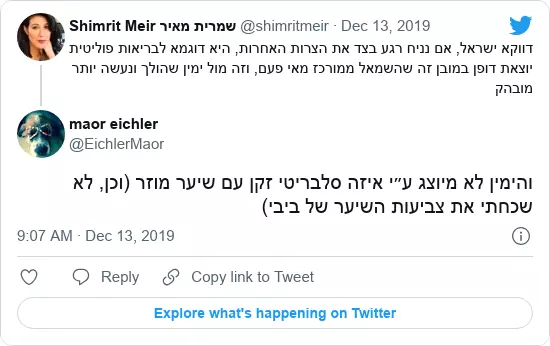 Shimrit Meir שמרית מאיר @shimritmeir · Dec 13, 2019
דווקא ישראל, אם נניח רגע בצד את הצרות האחרות, היא דוגמא לבריאות פוליטית
יוצאת דופן במובן זה שהשמאל ממורכז מאי פעם, וזה מול ימין שהולך ונעשה יותר
מובהק
maor eichler
@EichlerMaor
והימין לא מיוצג ע״י איזה סלבריטי זקן עם שיער מוזר (וכן, לא
שכחתי את צביעות השיער של ביבי)
9:07 AM · Dec 13, 2019
Reply Copy link to Tweet
Explore what's happening on Twitter